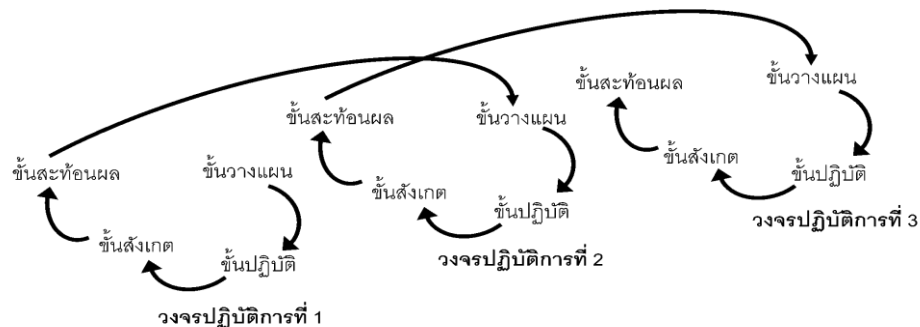 ขั้นสะท้อนผล
ขั้นวางแผน
ขั้นปฏิบัติ
ขั้นสังเกต
วงจรปฏิบัติการที่ 1
ขั้นสะท้อนผล
ขั้นวางแผน
ขั้นปฏิบัติ
ขั้นสังเกต
วงจรปฏิบัติการที่ 2
ขั้นสะท้อนผล
ขั้นวางแผน
ขั้นปฏิบัติ
ขั้นสังเกต
วงจรปฏิบัติการที่ 3